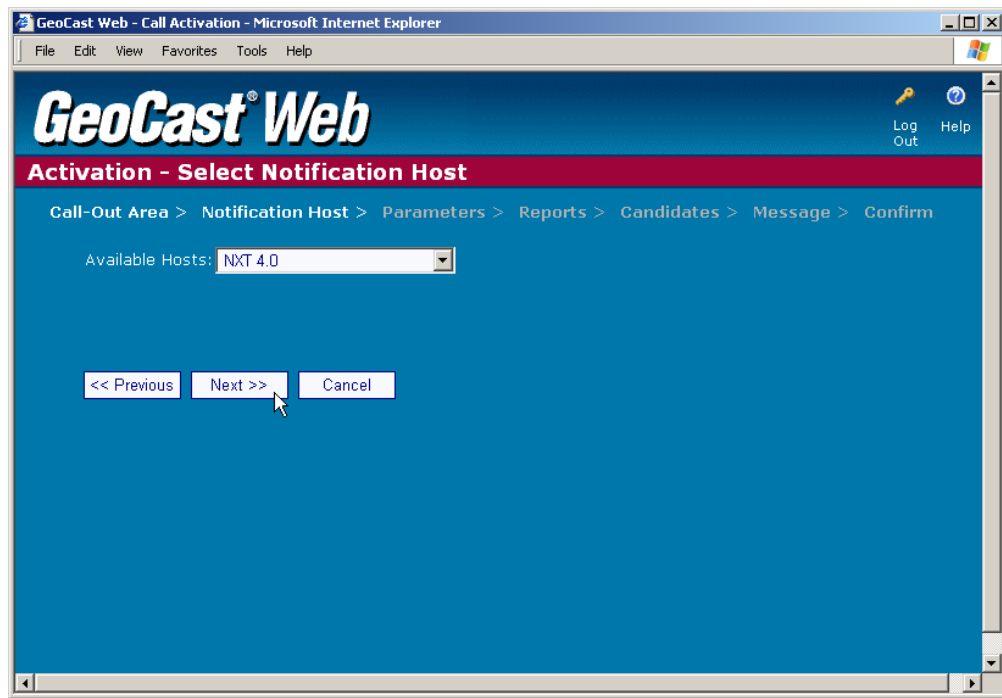 GeoCast Web - Call Activation - Microsoft Internet Explorer
File Edit View Favorites Tools Help
GeoCast® Web
Log Out
Help
Activation - Select Notification Host
Call-Out Area > Notification Host > Parameters > Reports > Candidates > Message > Confirm
Available Hosts: NXT 4.0
<< Previous Next >> Cancel